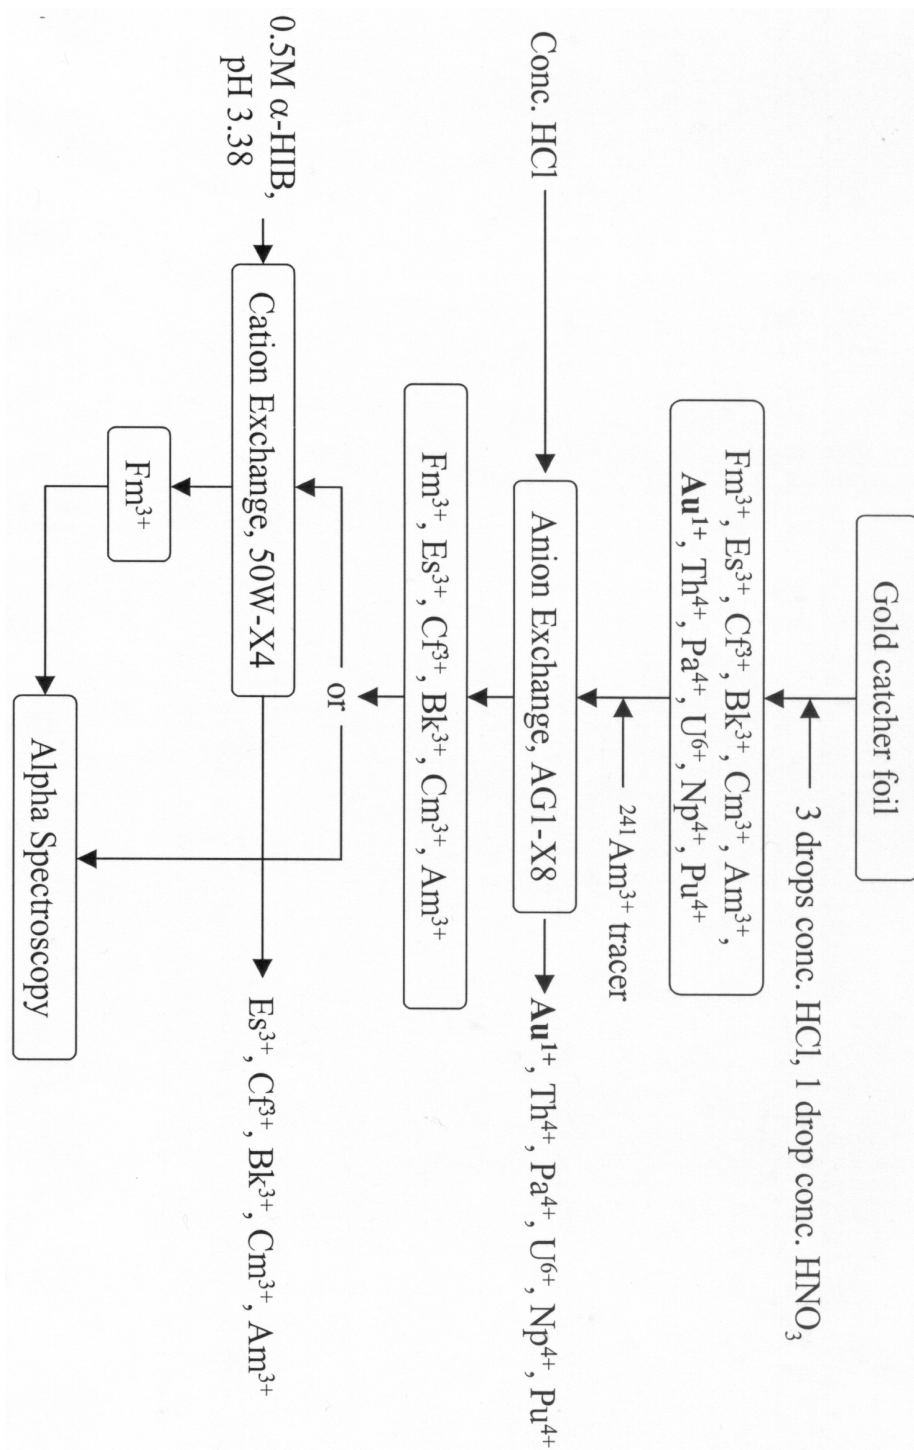 Gold catcher foil
3 drops conc. HCl, 1 drop conc. HNO₃
Fm³⁺, Es³⁺, Cf³⁺, Bk³⁺, Cm³⁺, Am³⁺,
Au¹⁺, Th⁴⁺, Pa⁴⁺, U⁶⁺, Np⁴⁺, Pu⁴⁺
²⁴¹Am³⁺ tracer
Conc. HCl
Anion Exchange, AG1-X8
Au¹⁺, Th⁴⁺, Pa⁴⁺, U⁶⁺, Np⁴⁺, Pu⁴⁺
Fm³⁺, Es³⁺, Cf³⁺, Bk³⁺, Cm³⁺, Am³⁺
or
0.5M α-HIB,
pH 3.38
Cation Exchange, 50W-X4
Es³⁺, Cf³⁺, Bk³⁺, Cm³⁺, Am³⁺
Fm³⁺
Alpha Spectroscopy